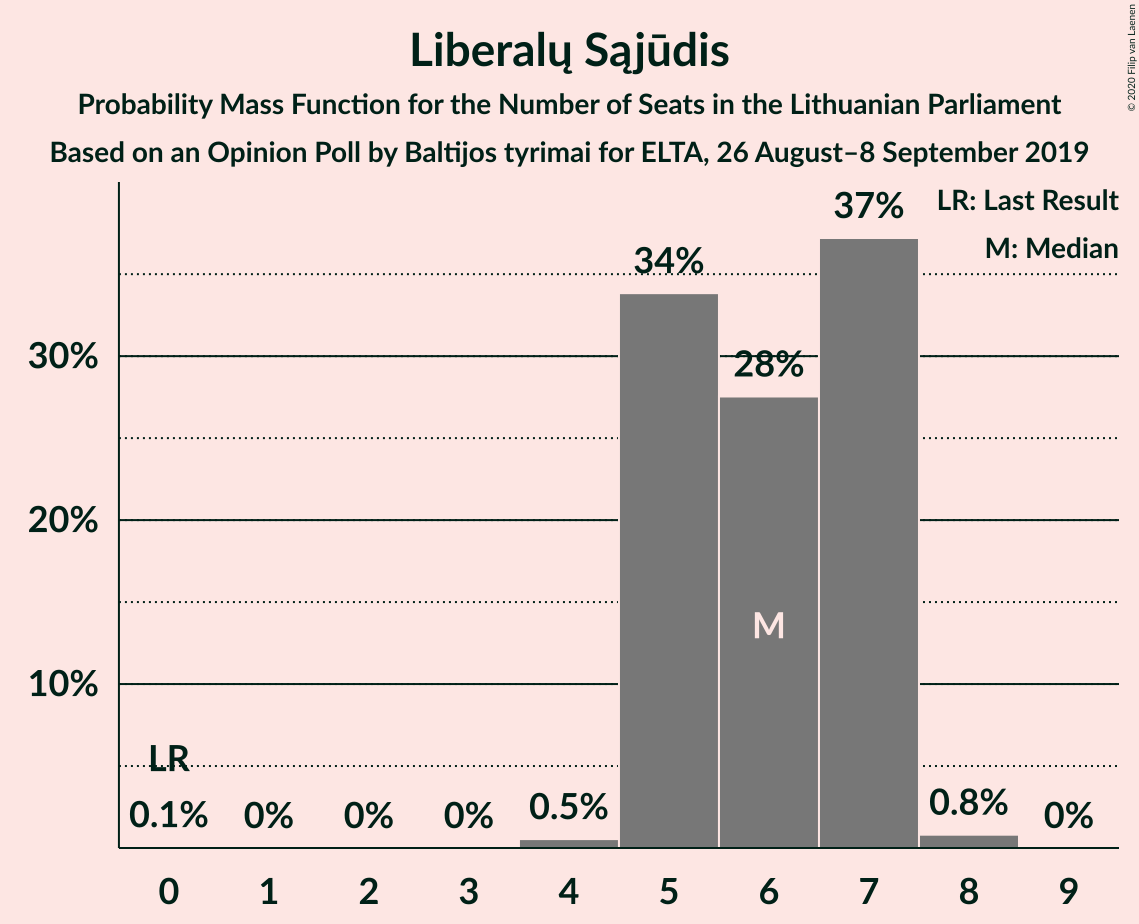 Liberalų Sąjūdis
Probability Mass Function for the Number of Seats in the Lithuanian Parliament
Based on an Opinion Poll by Baltijos tyrimai for ELTA, 26 August–8 September 2019
© 2020 Filip van Laenen
LR: Last Result
M: Median
37%
34%
28%
30%
20%
10%
M
LR
0.1% 0% 0% 0% 0.5% 0.8% 0%
0 1 2 3 4 5 6 7 8 9